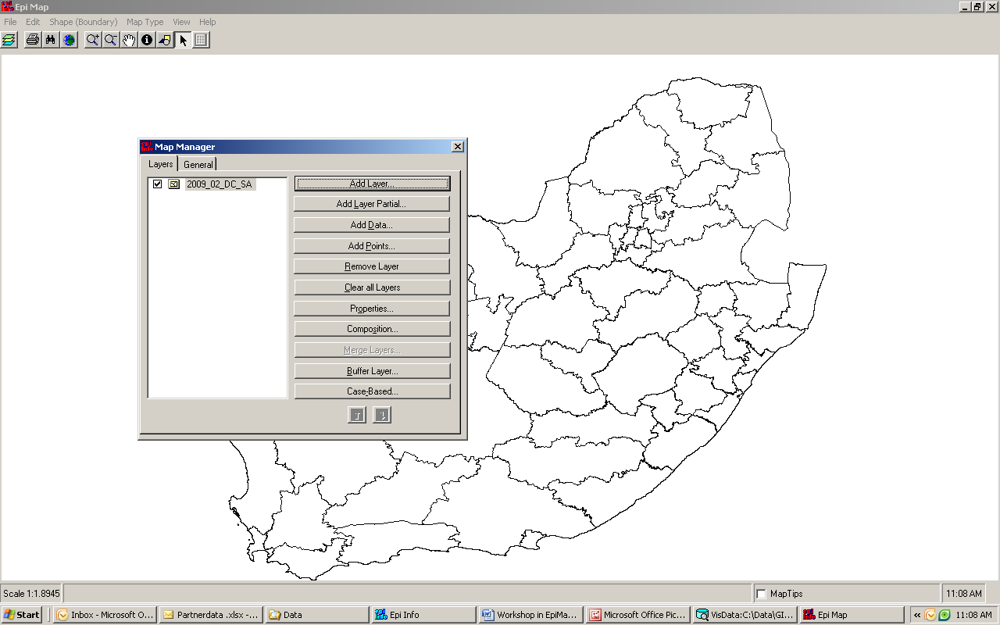 Epi Map
File Edit Shape (Boundary) Map Type View Help
Map Manager
Layers General
2009_02_DC_SA
Add Layer...
Add Layer Partial...
Add Data...
Add Points...
Remove Layer
Clear all Layers
Properties...
Composition...
Merge Layers...
Buffer Layer...
Case-Based...
Scale 1:1.8945 MapTips 11:08 AM
Start Inbox - Microsoft O... Partnerdata .xlsx -... Data Epi Info Workshop in EpiMa... Microsoft Office Pic... VisData:C:\Data\GI... Epi Map « 11:08 AM